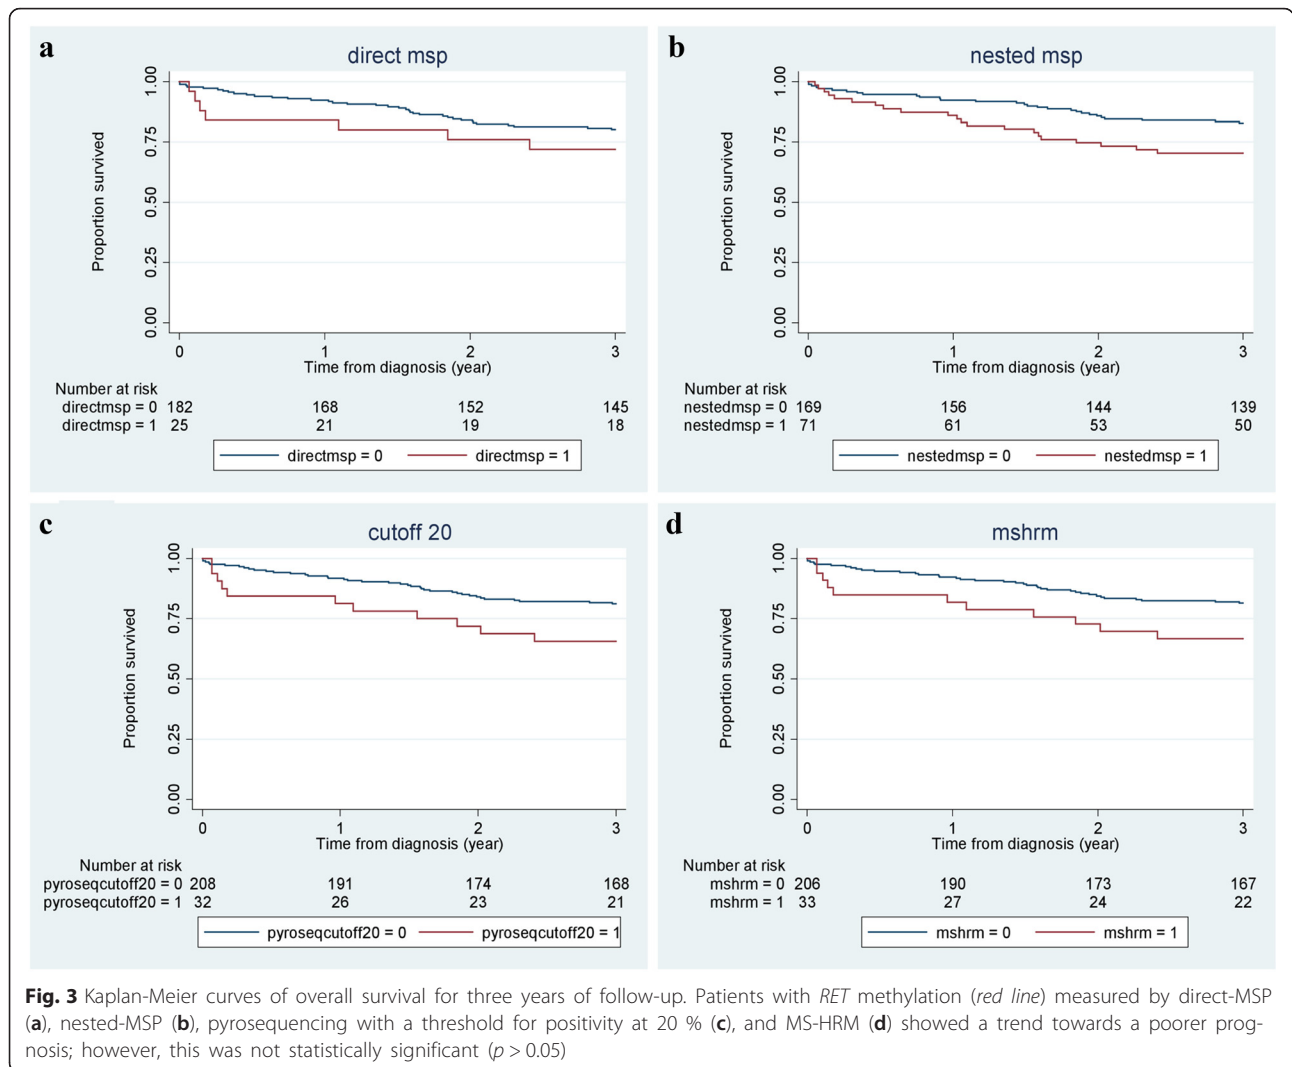 a
direct msp
Proportion survived
1.00
0.75
0.50
0.25
0.00
0 1 2 3
Time from diagnosis (year)
Number at risk
directmsp = 0 182 168 152 145
directmsp = 1 25 21 19 18
directmsp = 0 directmsp = 1
b
nested msp
Proportion survived
1.00
0.75
0.50
0.25
0.00
0 1 2 3
Time from diagnosis (year)
Number at risk
nestedmsp = 0 169 156 144 139
nestedmsp = 1 71 61 53 50
nestedmsp = 0 nestedmsp = 1
c
cutoff 20
Proportion survived
1.00
0.75
0.50
0.25
0.00
0 1 2 3
Time from diagnosis (year)
Number at risk
pyroseqcutoff20 = 0 208 191 174 168
pyroseqcutoff20 = 1 32 26 23 21
pyroseqcutoff20 = 0 pyroseqcutoff20 = 1
d
mshrm
Proportion survived
1.00
0.75
0.50
0.25
0.00
0 1 2 3
Time from diagnosis (year)
Number at risk
mshrm = 0 206 190 173 167
mshrm = 1 33 27 24 22
mshrm = 0 mshrm = 1
Fig. 3 Kaplan-Meier curves of overall survival for three years of follow-up. Patients with RET methylation (red line) measured by direct-MSP
(a), nested-MSP (b), pyrosequencing with a threshold for positivity at 20 % (c), and MS-HRM (d) showed a trend towards a poorer prog-
nosis; however, this was not statistically significant (p > 0.05)